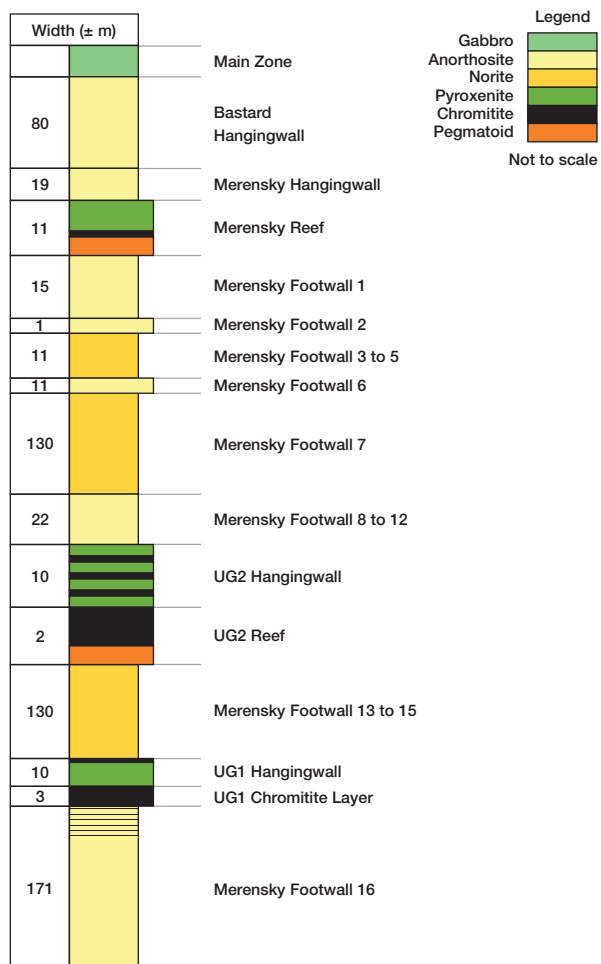 Width (± m)
Main Zone
80
Bastard
Hangingwall
19
Merensky Hangingwall
11
Merensky Reef
15
Merensky Footwall 1
1
Merensky Footwall 2
11
Merensky Footwall 3 to 5
11
Merensky Footwall 6
130
Merensky Footwall 7
22
Merensky Footwall 8 to 12
10
UG2 Hangingwall
2
UG2 Reef
130
Merensky Footwall 13 to 15
10
UG1 Hangingwall
3
UG1 Chromitite Layer
171
Merensky Footwall 16
Legend
Gabbro
Anorthosite
Norite
Pyroxenite
Chromitite
Pegmatoid
Not to scale